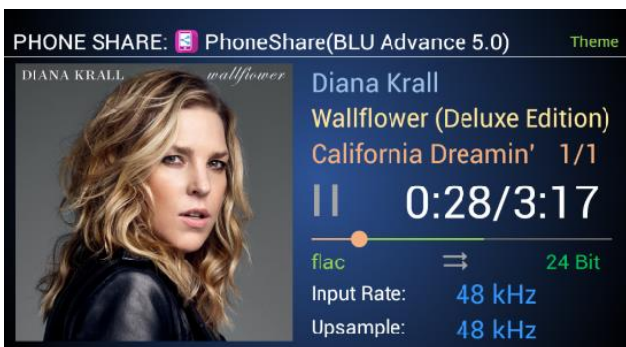 PHONE SHARE: PhoneShare(BLU Advance 5.0) Theme
DIANA KRALL wallflower
Diana Krall
Wallflower (Deluxe Edition)
California Dreamin' 1/1
0:28/3:17
flac 24 Bit
Input Rate: 48 kHz
Upsample: 48 kHz